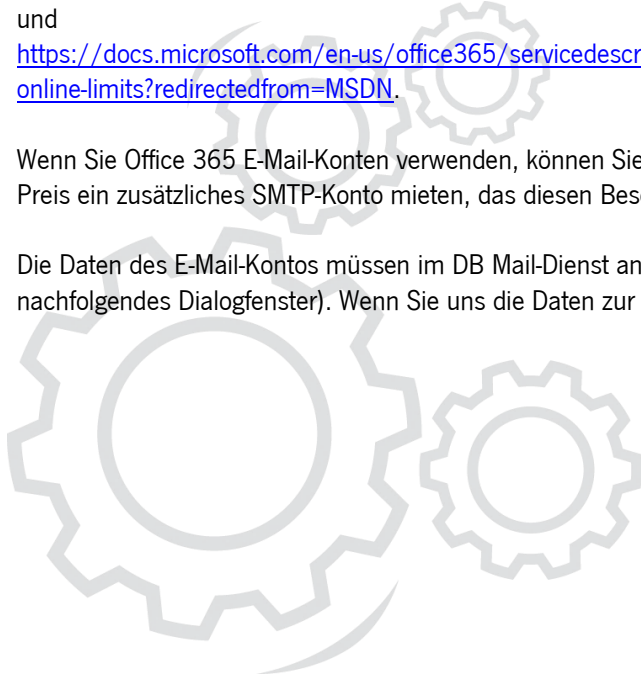 und
https://docs.microsoft.com/en-us/office365/servicedescr
online-limits?redirectedfrom=MSDN.
Wenn Sie Office 365 E-Mail-Konten verwenden, können Sie
Preis ein zusätzliches SMTP-Konto mieten, das diesen Bes
Die Daten des E-Mail-Kontos müssen im DB Mail-Dienst an
nachfolgendes Dialogfenster). Wenn Sie uns die Daten zur